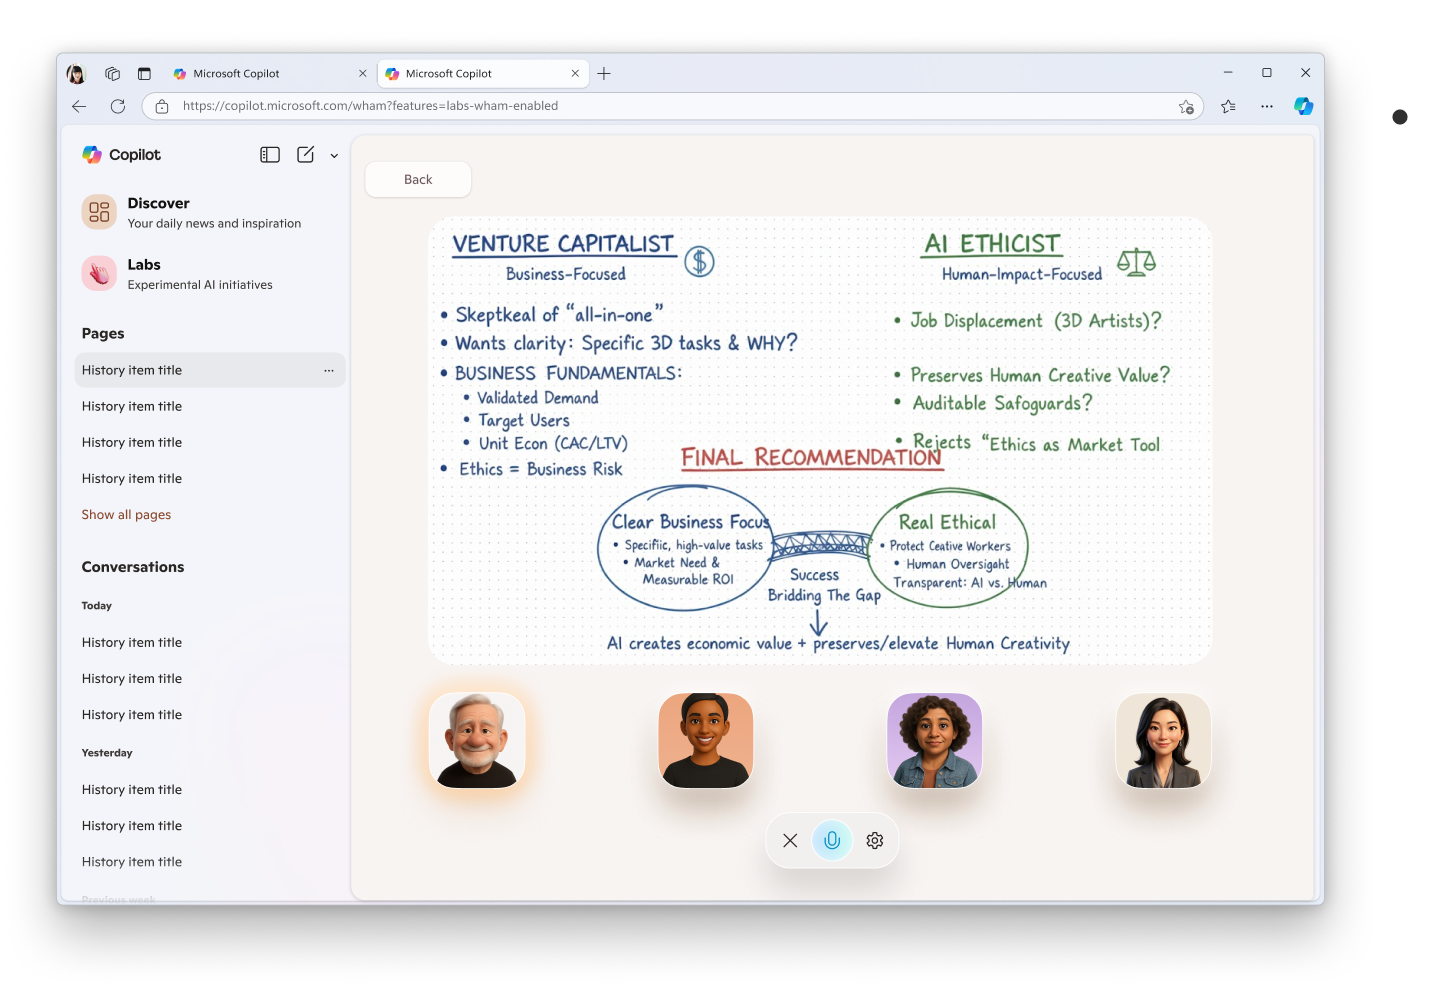 Microsoft Copilot
Microsoft Copilot
https://copilot.microsoft.com/wham?features=labs-wham-enabled
Copilot
Discover
Your daily news and inspiration
Labs
Experimental AI initiatives
Pages
History item title
History item title
History item title
History item title
Show all pages
Conversations
Today
History item title
History item title
History item title
Yesterday
History item title
History item title
History item title
Previous week
Back
VENTURE CAPITALIST
$
Business-Focused
• Skeptkeal of “all-in-one”
• Wants clarity: Specific 3D tasks & WHY?
• BUSINESS FUNDAMENTALS:
• Validated Demand
• Target Users
• Unit Econ (CAC/LTV)
• Ethics = Business Risk
AI ETHICIST
Human-Impact-Focused
• Job Displacement (3D Artists)?
• Preserves Human Creative Value?
• Auditable Safoguards?
• Rejects “Ethics as Market Tool
FINAL RECOMMENDATION
Clear Business Focus
• Specifiic, high-value tasks
• Market Need &
Measurable ROI
Success
Bridding The Gap
Real Ethical
• Protect Ceative Workers
• Human Oversigaht
Transparent: AI vs. Human
AI creates economic value + preserves/elevate Human Creativity